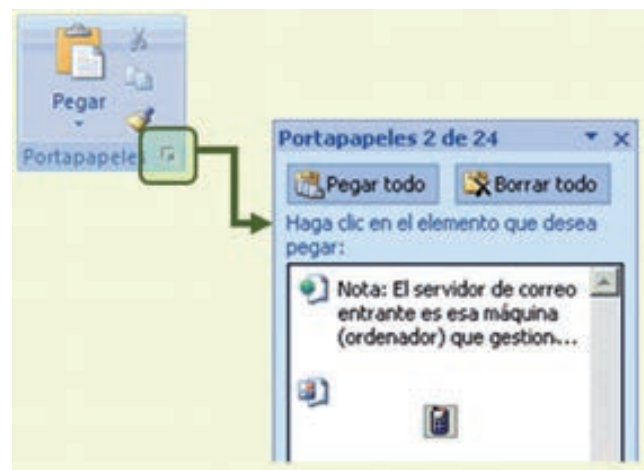 Pegar
Portapapeles
Portapapeles 2 de 24
Pegar todo
Borrar todo
Haga clic en el elemento que desea
pegar:
Nota: El servidor de correo
entrante es esa máquina
(ordenador) que gestion...